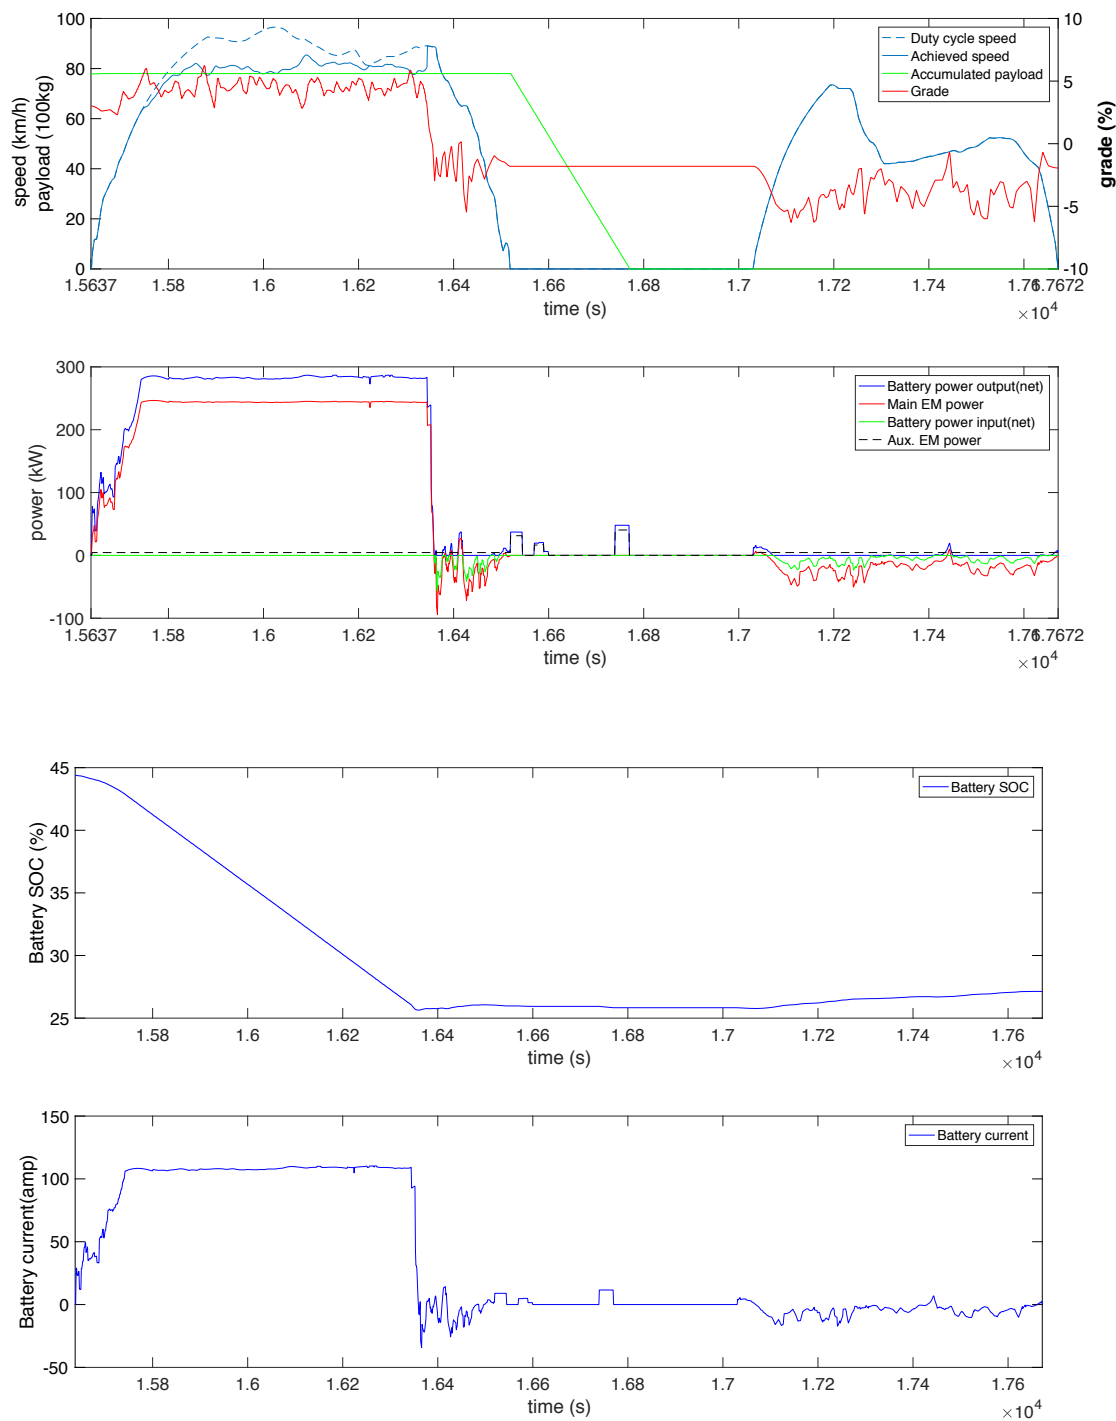 100
80
60
40
20
0
speed (km/h)
payload (100kg)
10
5
0
-5
-10
grade (%)
Duty cycle speed
Achieved speed
Accumulated payload
Grade
1.5637 1.58 1.6 1.62 1.64 1.66 1.68 1.7 1.72 1.74 1.76 1.7672
time (s)
×10⁴
300
200
100
0
-100
power (kW)
Battery power output(net)
Main EM power
Battery power input(net)
Aux. EM power
1.5637 1.58 1.6 1.62 1.64 1.66 1.68 1.7 1.72 1.74 1.76 1.7672
time (s)
×10⁴
45
40
35
30
25
Battery SOC (%)
Battery SOC
1.58 1.6 1.62 1.64 1.66 1.68 1.7 1.72 1.74 1.76
time (s)
×10⁴
150
100
50
0
-50
Battery current(amp)
Battery current
1.58 1.6 1.62 1.64 1.66 1.68 1.7 1.72 1.74 1.76
time (s)
×10⁴